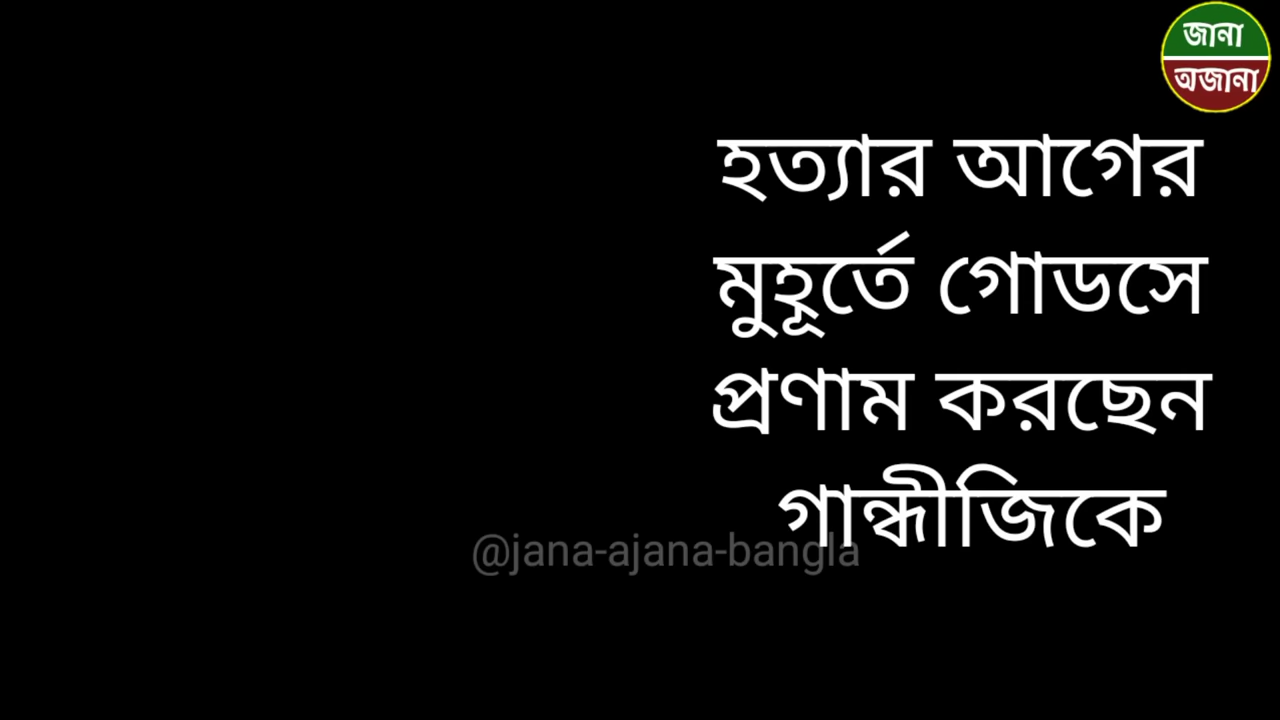 জানা
অজানা
হত্যার আগের
মুহূর্তে গোডসে
প্রণাম করছেন
গান্ধীজিকে
@jana-ajana-bangla